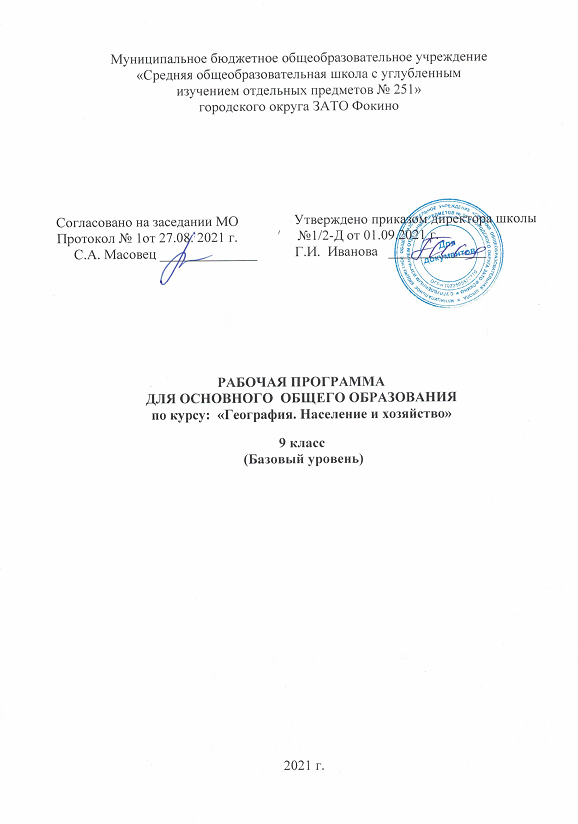 Муниципальное бюджетное общеобразовательное учреждение
«Средняя общеобразовательная школа с углубленным
изучением отдельных предметов № 251»
городского округа ЗАТО Фокино
Согласовано на заседании МО
Протокол № 1от 27.08. 2021 г.
С.А. Масовец
Утверждено приказом директора школы
№1/2-Д от 01.09.2021 г.
Г.И. Иванова
Для
документов
РАБОЧАЯ ПРОГРАММА
ДЛЯ ОСНОВНОГО ОБЩЕГО ОБРАЗОВАНИЯ
по курсу: «География. Население и хозяйство»
9 класс
(Базовый уровень)
2021 г.